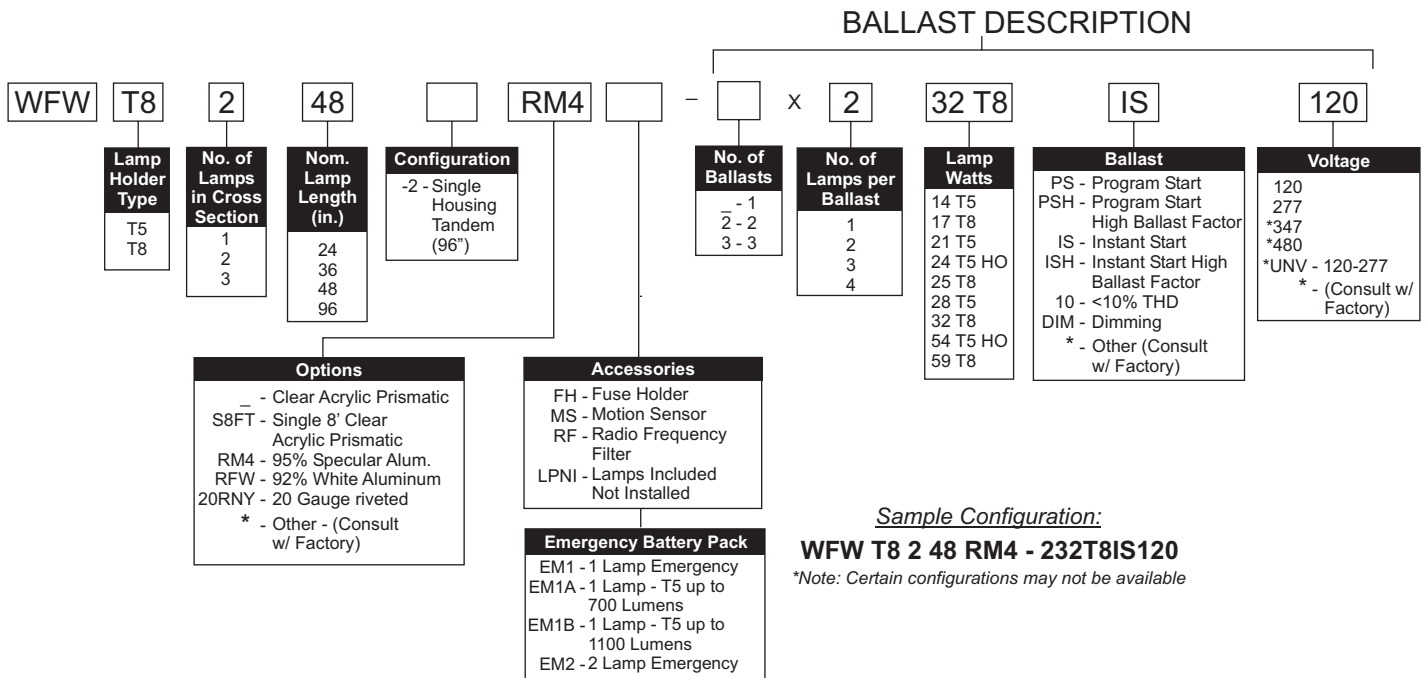 BALLAST DESCRIPTION
WFW T8 2 48 RM4 – x 2 32 T8 IS 120
Lamp
Holder
Type
T5
T8
No. of
Lamps
in Cross
Section
1
2
3
Nom.
Lamp
Length
(in.)
24
36
48
96
Configuration
-2 - Single
Housing
Tandem
(96”)
No. of
Ballasts
_ - 1
2 - 2
3 - 3
No. of
Lamps per
Ballast
1
2
3
4
Lamp
Watts
14 T5
17 T8
21 T5
24 T5 HO
25 T8
28 T5
32 T8
54 T5 HO
59 T8
Ballast
PS - Program Start
PSH - Program Start
High Ballast Factor
IS - Instant Start
ISH - Instant Start High
Ballast Factor
10 - <10% THD
DIM - Dimming
* - Other (Consult
w/ Factory)
Voltage
120
277
*347
*480
*UNV - 120-277
* - (Consult w/
Factory)
Options
_ - Clear Acrylic Prismatic
S8FT - Single 8’ Clear
Acrylic Prismatic
RM4 - 95% Specular Alum.
RFW - 92% White Aluminum
20RNY - 20 Gauge riveted
* - Other - (Consult
w/ Factory)
Accessories
FH - Fuse Holder
MS - Motion Sensor
RF - Radio Frequency
Filter
LPNI - Lamps Included
Not Installed
Emergency Battery Pack
EM1 - 1 Lamp Emergency
EM1A - 1 Lamp - T5 up to
700 Lumens
EM1B - 1 Lamp - T5 up to
1100 Lumens
EM2 - 2 Lamp Emergency
Sample Configuration:
WFW T8 2 48 RM4 - 232T8IS120
*Note: Certain configurations may not be available